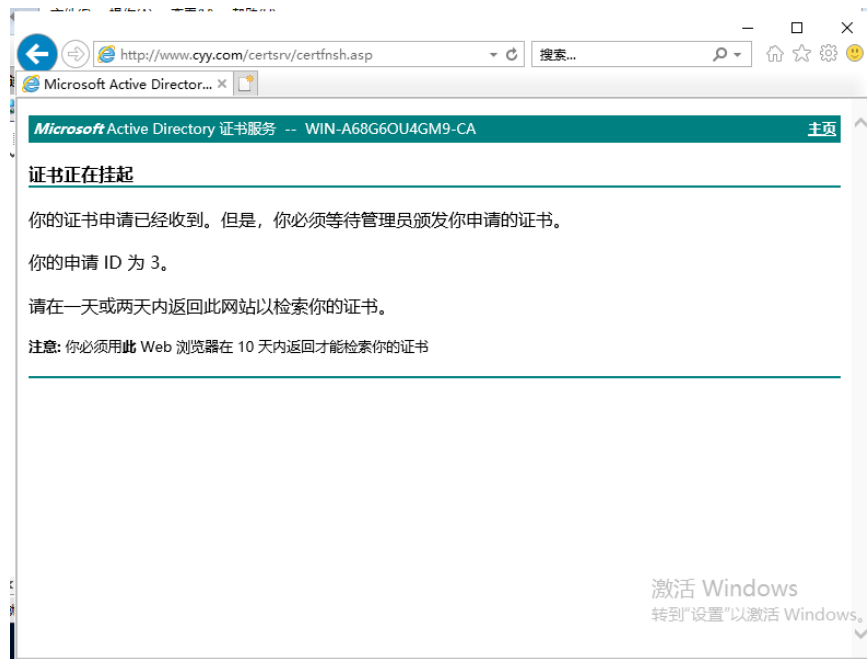 http://www.cyy.com/certsrv/certfnsh.asp
搜索...
Microsoft Active Director...
Microsoft Active Directory 证书服务 -- WIN-A68G6OU4GM9-CA
主页
证书正在挂起
你的证书申请已经收到。但是，你必须等待管理员颁发你申请的证书。
你的申请 ID 为 3。
请在一天或两天内返回此网站以检索你的证书。
注意: 你必须用此 Web 浏览器在 10 天内返回才能检索你的证书
激活 Windows
转到"设置"以激活 Windows。